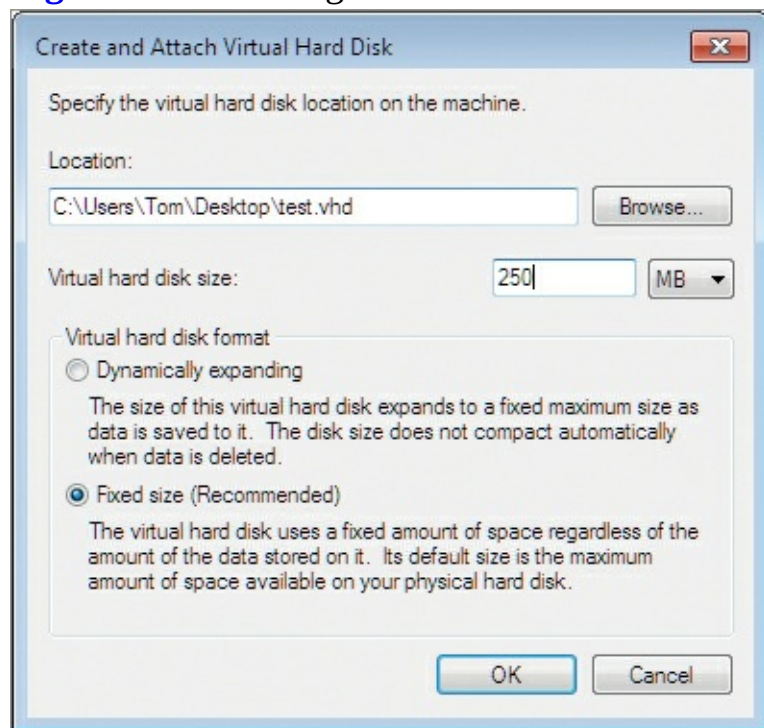 Create and Attach Virtual Hard Disk
Specify the virtual hard disk location on the machine.
Location:
C:\Users\Tom\Desktop\test.vhd
Browse...
Virtual hard disk size:
250
MB
Virtual hard disk format
Dynamically expanding
The size of this virtual hard disk expands to a fixed maximum size as
data is saved to it. The disk size does not compact automatically
when data is deleted.
Fixed size (Recommended)
The virtual hard disk uses a fixed amount of space regardless of the
amount of the data stored on it. Its default size is the maximum
amount of space available on your physical hard disk.
OK
Cancel